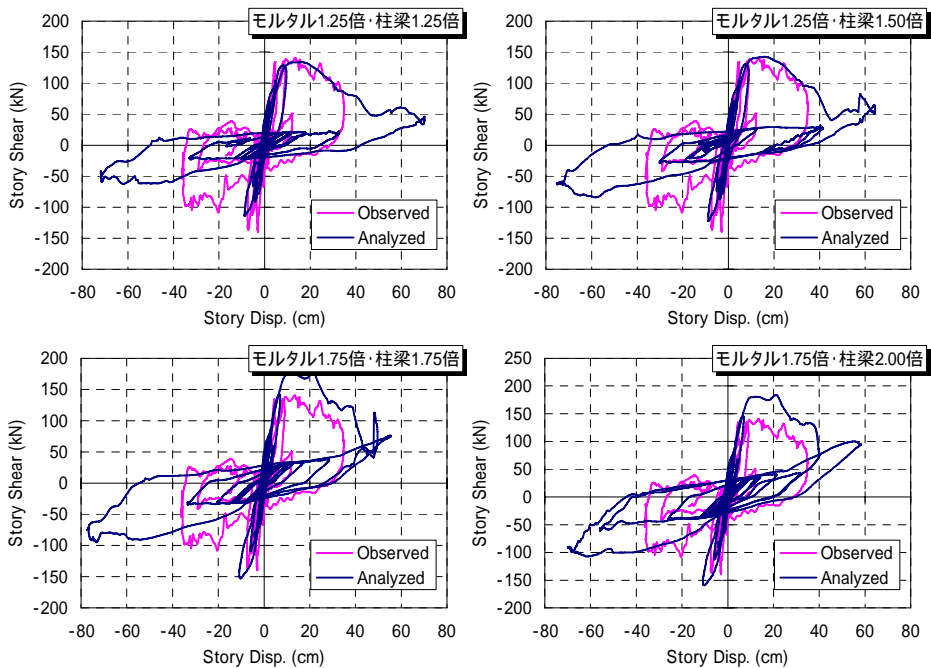 モルタル1.25倍･柱梁1.25倍
200
150
100
50
0
-50
-100
-150
-200
Story Shear (kN)
Observed
Analyzed
-80 -60 -40 -20 0 20 40 60 80
Story Disp. (cm)
モルタル1.25倍･柱梁1.50倍
200
150
100
50
0
-50
-100
-150
-200
Story Shear (kN)
Observed
Analyzed
-80 -60 -40 -20 0 20 40 60 80
Story Disp. (cm)
モルタル1.75倍･柱梁1.75倍
200
150
100
50
0
-50
-100
-150
-200
Story Shear (kN)
Observed
Analyzed
-80 -60 -40 -20 0 20 40 60 80
Story Disp. (cm)
モルタル1.75倍･柱梁2.00倍
250
200
150
100
50
0
-50
-100
-150
-200
Story Shear (kN)
Observed
Analyzed
-80 -60 -40 -20 0 20 40 60 80
Story Disp. (cm)